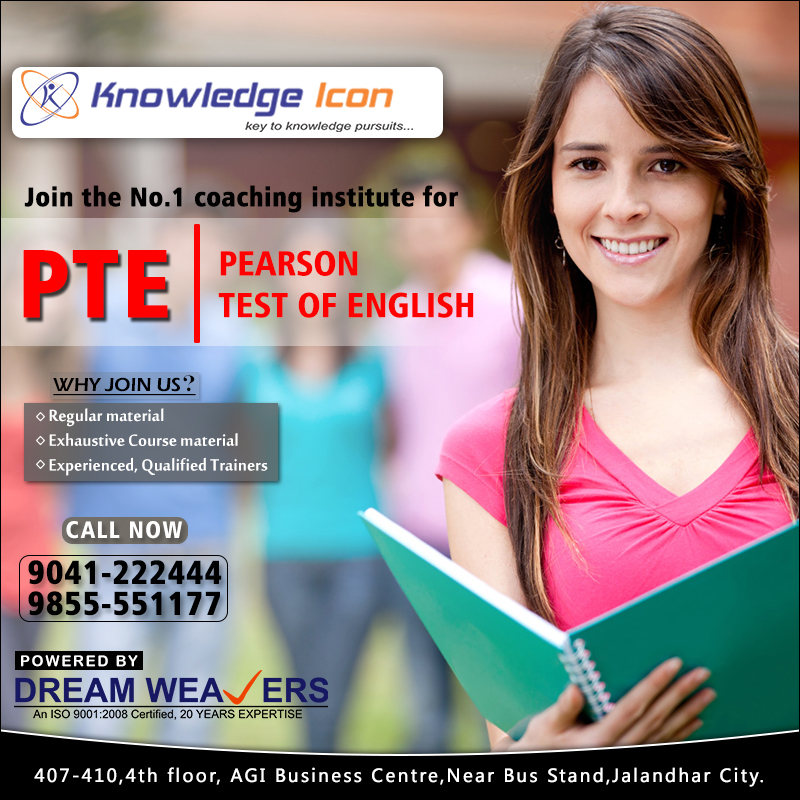 Knowledge Icon
key to knowledge pursuits...
Join the No.1 coaching institute for
PTE
PEARSON
TEST OF ENGLISH
WHY JOIN US?
◇ Regular material
◇ Exhaustive Course material
◇ Experienced, Qualified Trainers
CALL NOW
9041-222444
9855-551177
POWERED BY
DREAM WEAVERS
An ISO 9001:2008 Certified, 20 YEARS EXPERTISE
407-410,4th floor, AGI Business Centre,Near Bus Stand,Jalandhar City.